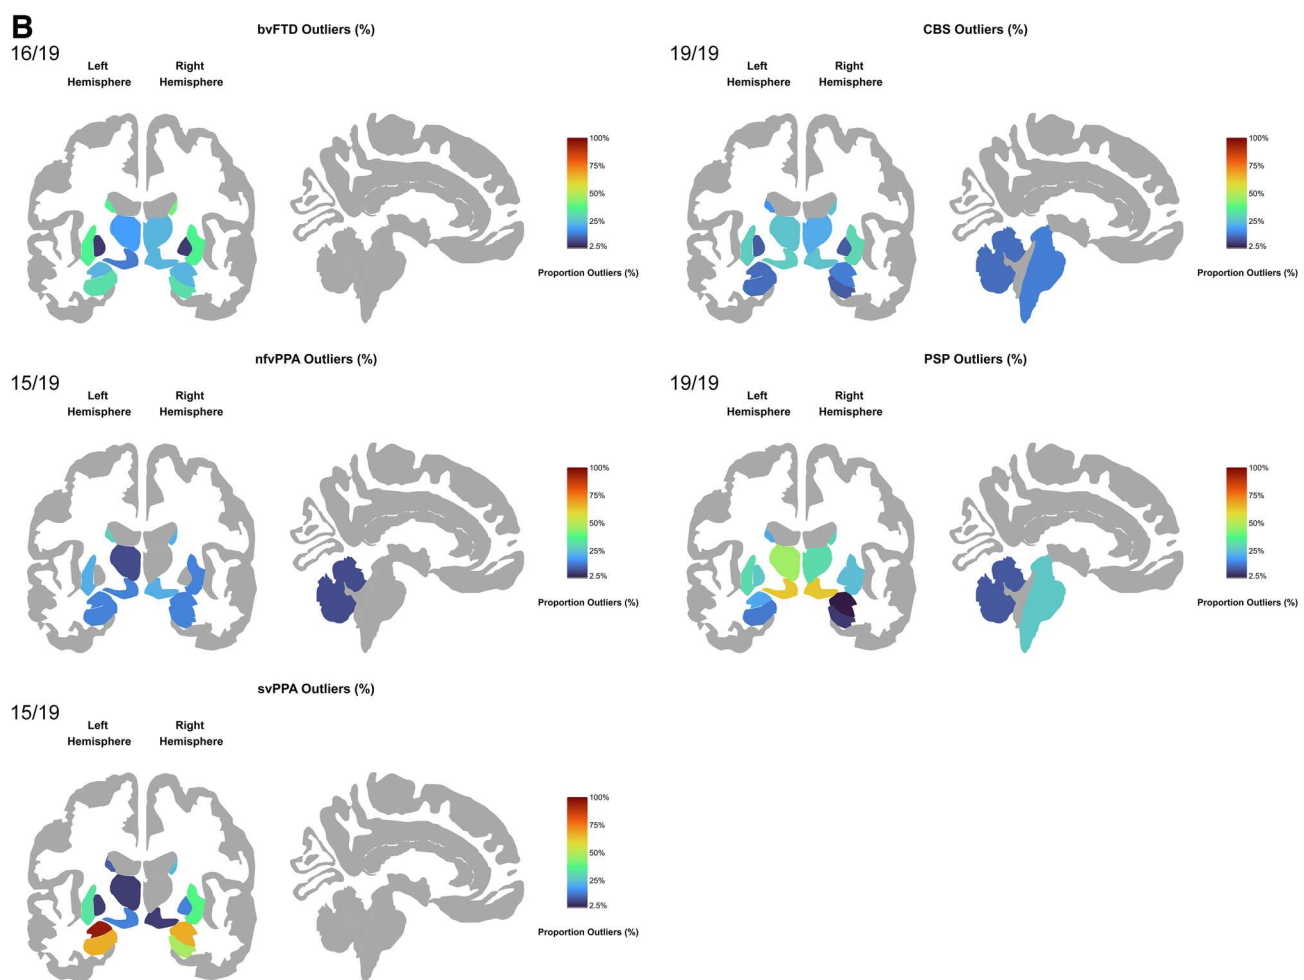 B
bvFTD Outliers (%)
16/19
Left Hemisphere
Right Hemisphere
100%
75%
50%
25%
2.5%
Proportion Outliers (%)
CBS Outliers (%)
19/19
Left Hemisphere
Right Hemisphere
100%
75%
50%
25%
2.5%
Proportion Outliers (%)
nfvPPA Outliers (%)
15/19
Left Hemisphere
Right Hemisphere
100%
75%
50%
25%
2.5%
Proportion Outliers (%)
PSP Outliers (%)
19/19
Left Hemisphere
Right Hemisphere
100%
75%
50%
25%
2.5%
Proportion Outliers (%)
svPPA Outliers (%)
15/19
Left Hemisphere
Right Hemisphere
100%
75%
50%
25%
2.5%
Proportion Outliers (%)